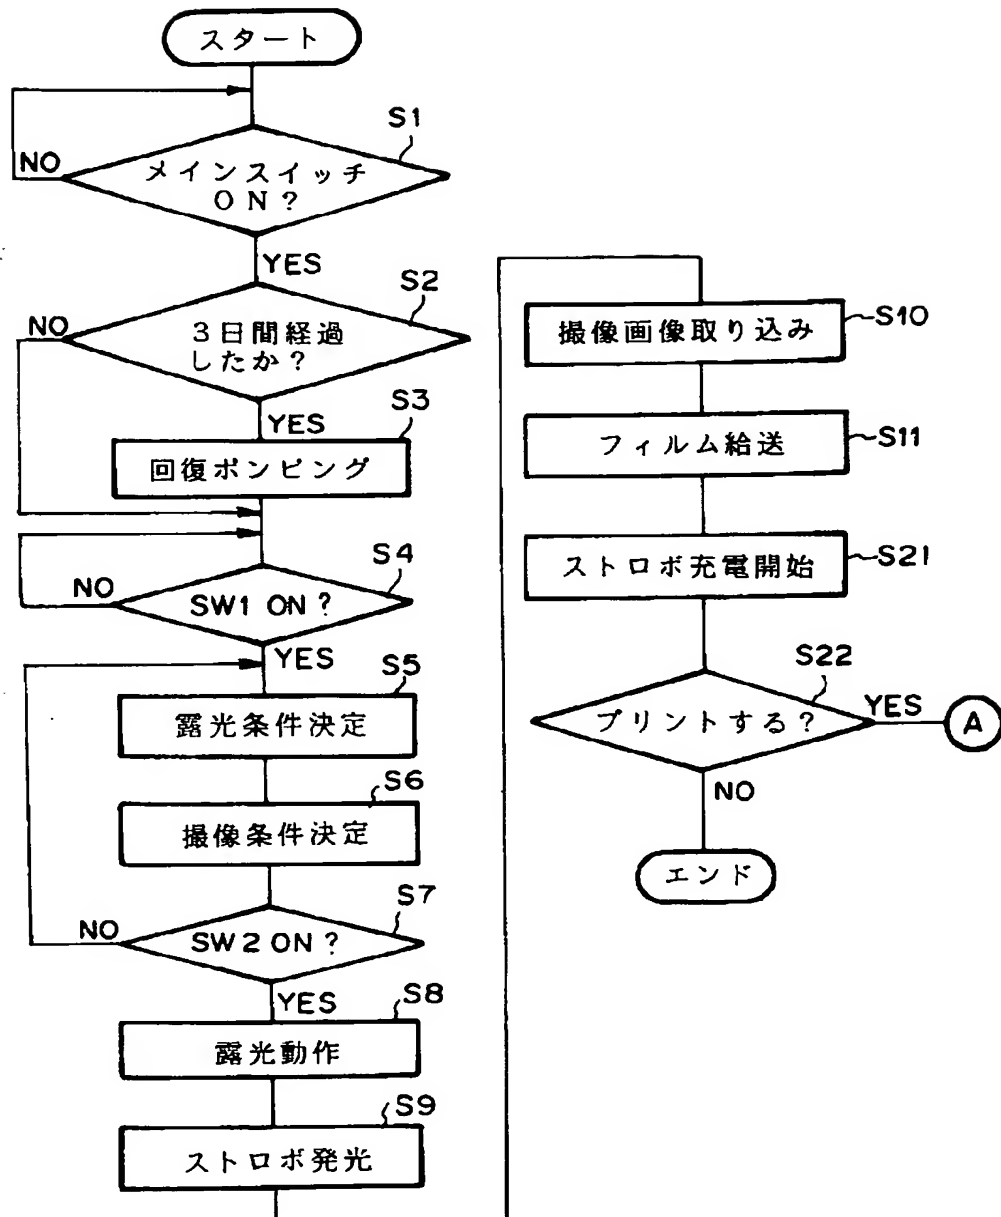 スタート
S1
NO
メインスイッチ
ON?
YES
S2
NO
3日間経過
したか?
YES
S3
回復ポンピング
S4
NO
SW1 ON?
YES
S5
露光条件決定
S6
撮像条件決定
S7
NO
SW2 ON?
YES
S8
露光動作
S9
ストロボ発光
S10
撮像画像取り込み
S11
フィルム給送
S21
ストロボ充電開始
S22
プリントする?
YES
A
NO
エンド